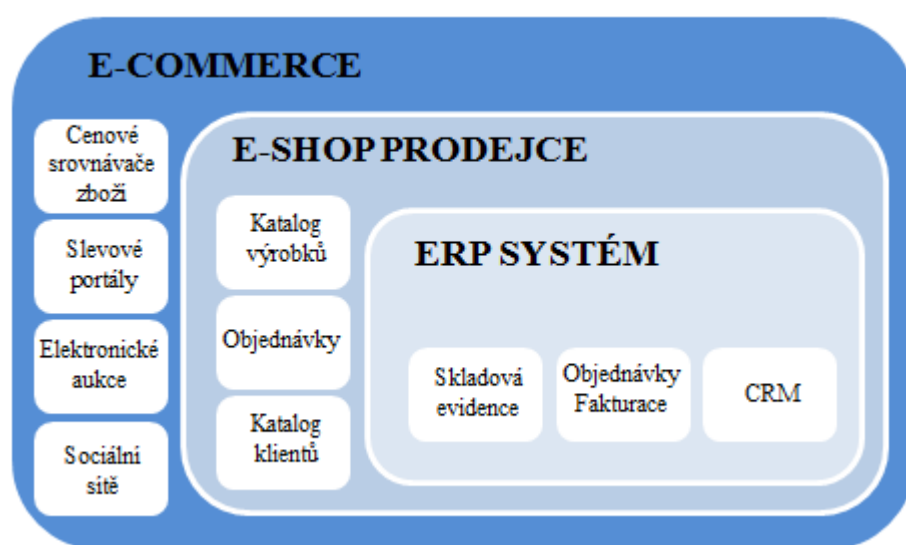 E-COMMERCE
Cenové
srovnávače
zboží
Slevové
portály
Elektronické
aukce
Sociální
sítě
E-SHOP PRODEJCE
Katalog
výrobků
Objednávky
Katalog
klientů
ERP SYSTÉM
Skladová
evidence
Objednávky
Fakturace
CRM